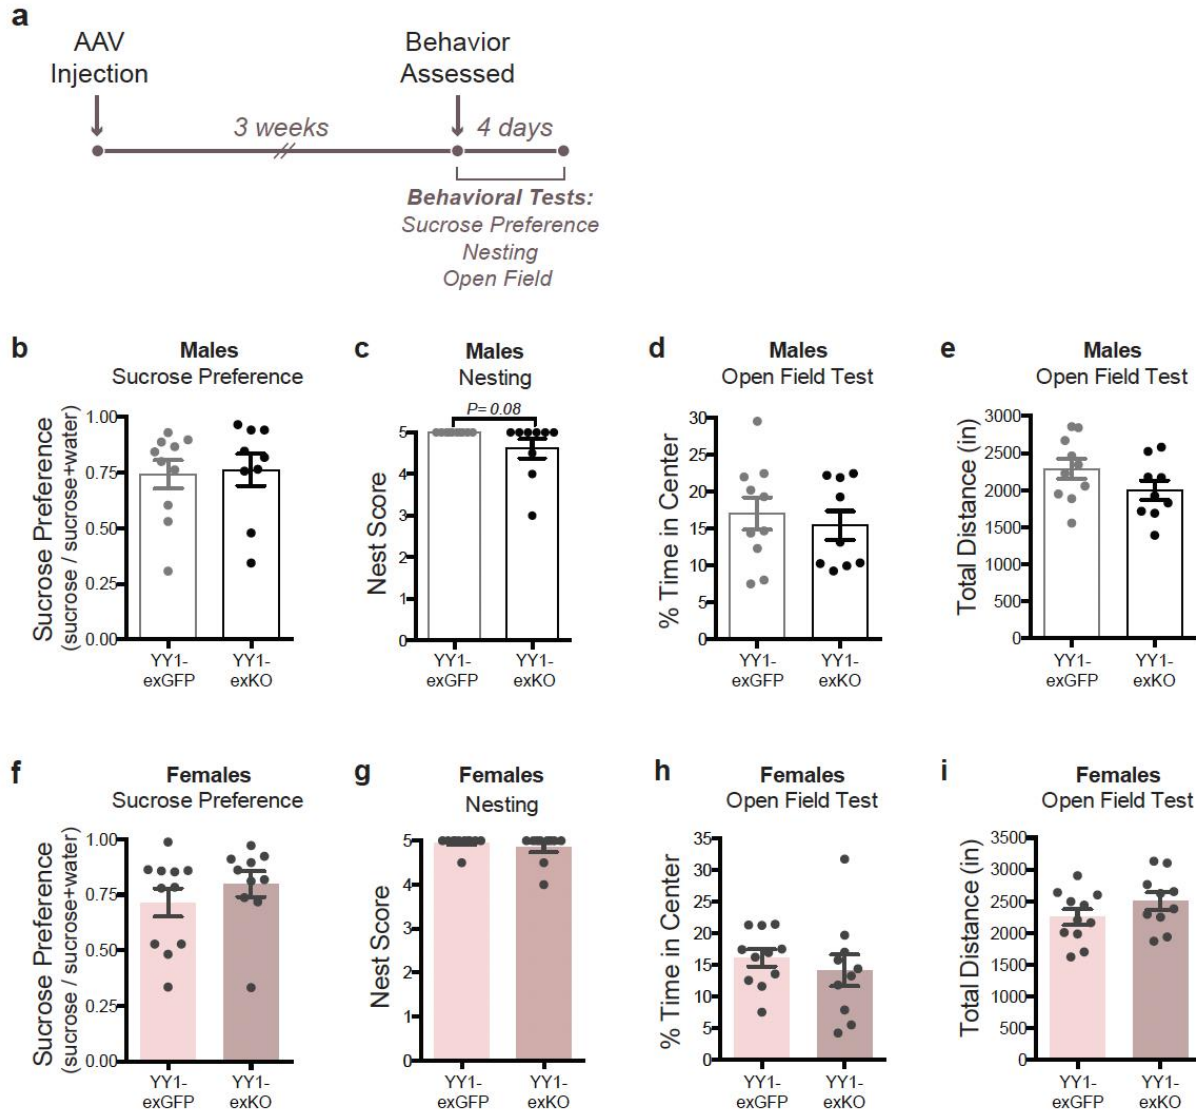 a
AAV
Injection
Behavior
Assessed
3 weeks
4 days
Behavioral Tests:
Sucrose Preference
Nesting
Open Field
b
Males
Sucrose Preference
Sucrose Preference
(sucrose / sucrose+water)
1.00
0.75
0.50
0.25
0.00
YY1-
exGFP
YY1-
exKO
c
Males
Nesting
P= 0.08
Nest Score
5
4
3
2
1
0
YY1-
exGFP
YY1-
exKO
d
Males
Open Field Test
% Time in Center
30
25
20
15
10
5
0
YY1-
exGFP
YY1-
exKO
e
Males
Open Field Test
Total Distance (in)
3000
2500
2000
1500
1000
500
0
YY1-
exGFP
YY1-
exKO
f
Females
Sucrose Preference
Sucrose Preference
(sucrose / sucrose+water)
1.00
0.75
0.50
0.25
0.00
YY1-
exGFP
YY1-
exKO
g
Females
Nesting
Nest Score
5
4
3
2
1
0
YY1-
exGFP
YY1-
exKO
h
Females
Open Field Test
% Time in Center
35
30
25
20
15
10
5
0
YY1-
exGFP
YY1-
exKO
i
Females
Open Field Test
Total Distance (in)
3500
3000
2500
2000
1500
1000
500
0
YY1-
exGFP
YY1-
exKO